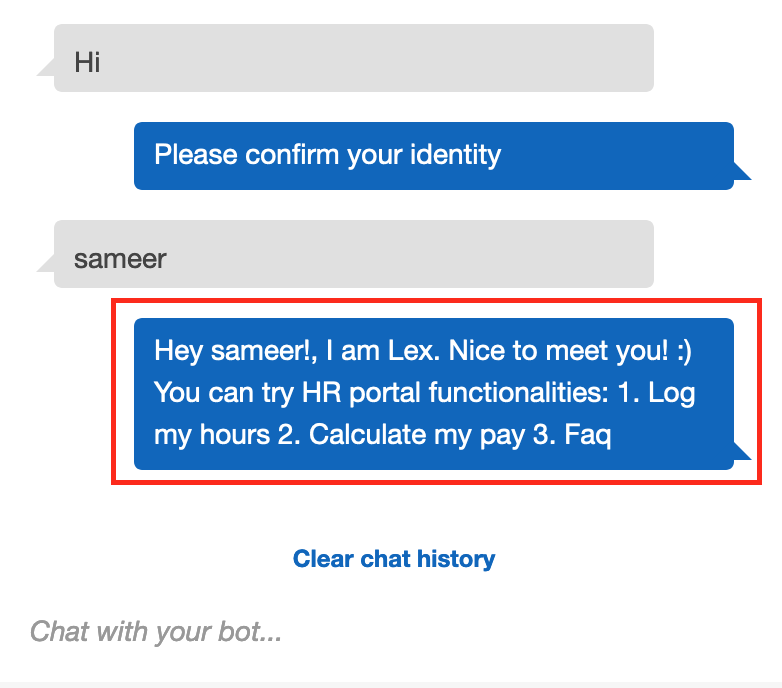 Hi
Please confirm your identity
sameer
Hey sameer!, I am Lex. Nice to meet you! :)
You can try HR portal functionalities: 1. Log
my hours 2. Calculate my pay 3. Faq
Clear chat history
Chat with your bot...